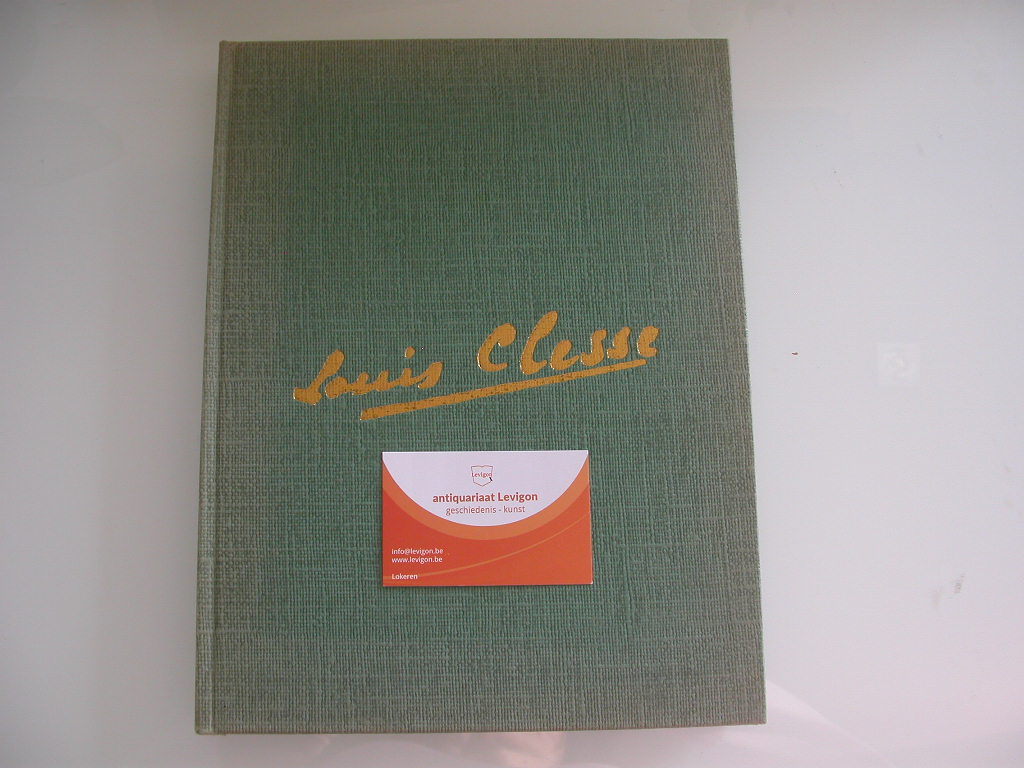 Louis Clesse
Levigon
antiquariaat Levigon
geschiedenis - kunst
info@levigon.be
www.levigon.be
Lokeren